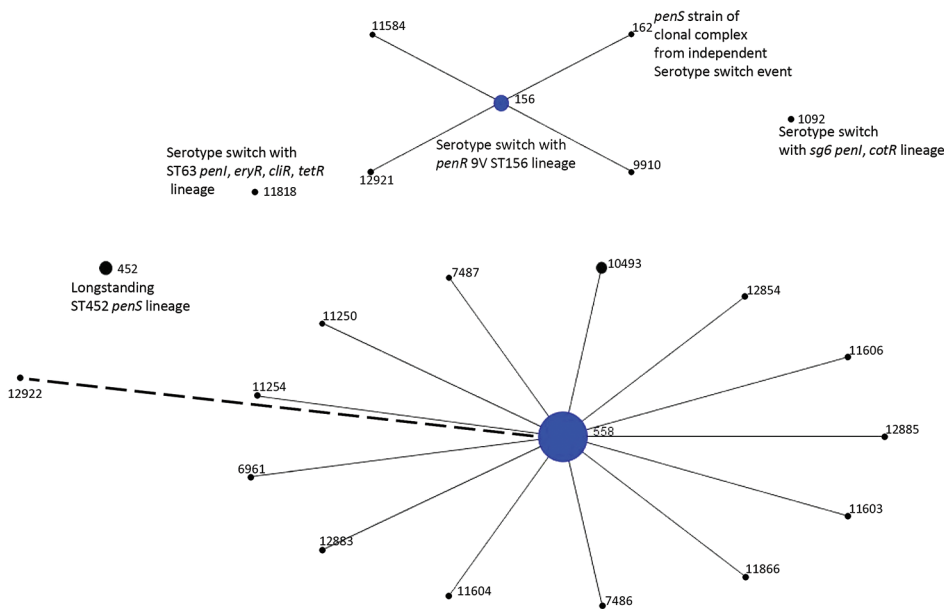 11584
162
penS strain of
clonal complex
from independent
Serotype switch event
156
1092
Serotype switch
with sg6 penI, cotR lineage
Serotype switch with
penR 9V ST156 lineage
Serotype switch with
ST63 penI, eryR, cliR, tetR
lineage
11818
12921
9910
452
Longstanding
ST452 penS lineage
7487
10493
12854
11250
11606
12922
11254
558
12885
6961
11603
12883
11866
11604
7486